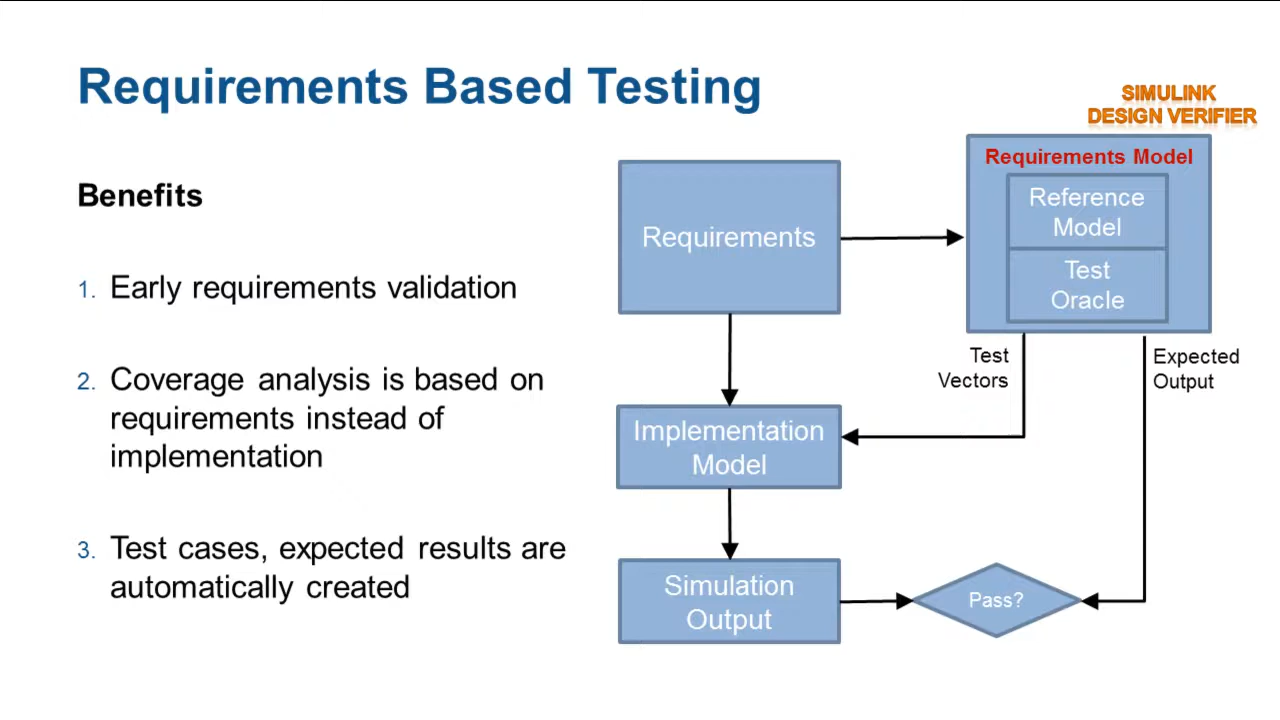 Requirements Based Testing
SIMULINK
DESIGN VERIFIER
Benefits
1. Early requirements validation
2. Coverage analysis is based on
requirements instead of
implementation
3. Test cases, expected results are
automatically created
Requirements
Requirements Model
Reference
Model
Test
Oracle
Test
Vectors
Expected
Output
Implementation
Model
Simulation
Output
Pass?